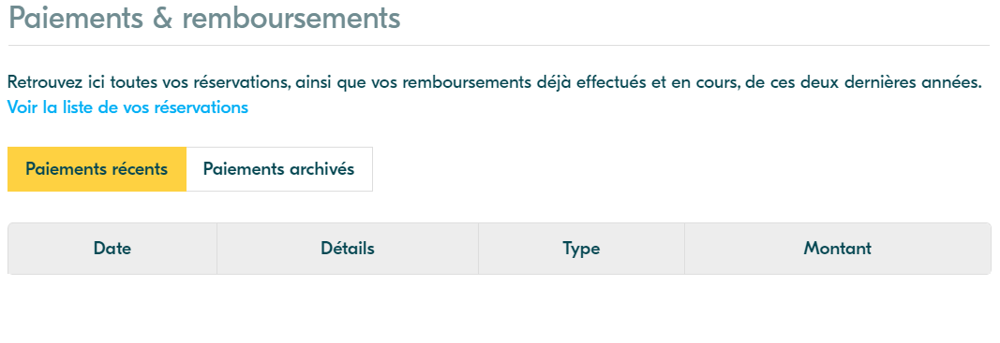 Paiements & remboursements
Retrouvez ici toutes vos réservations, ainsi que vos remboursements déjà effectués et en cours, de ces deux dernières années.
Voir la liste de vos réservations
Paiements récents Paiements archivés
Date Détails Type Montant